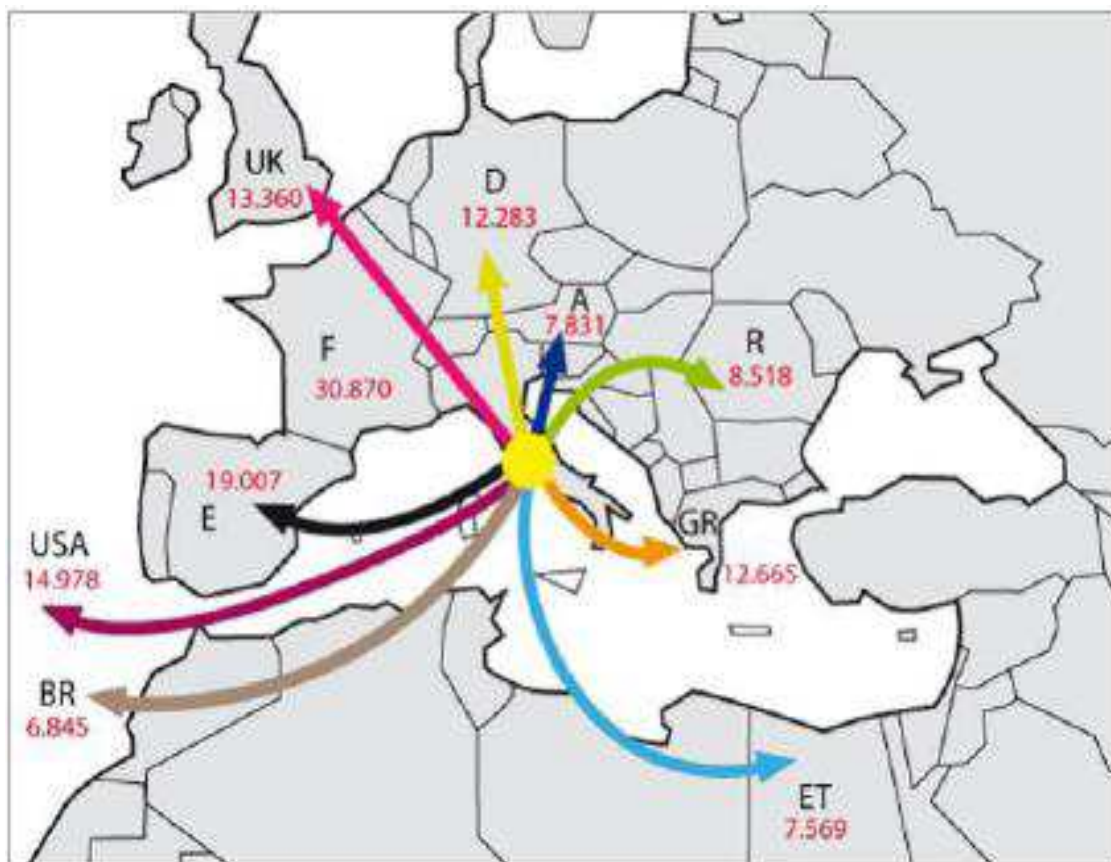 UK
13.360
D
12.283
A
7.831
F
30.870
R
8.518
19.007
E
GR
12.665
USA
14.978
BR
6.845
ET
7.569